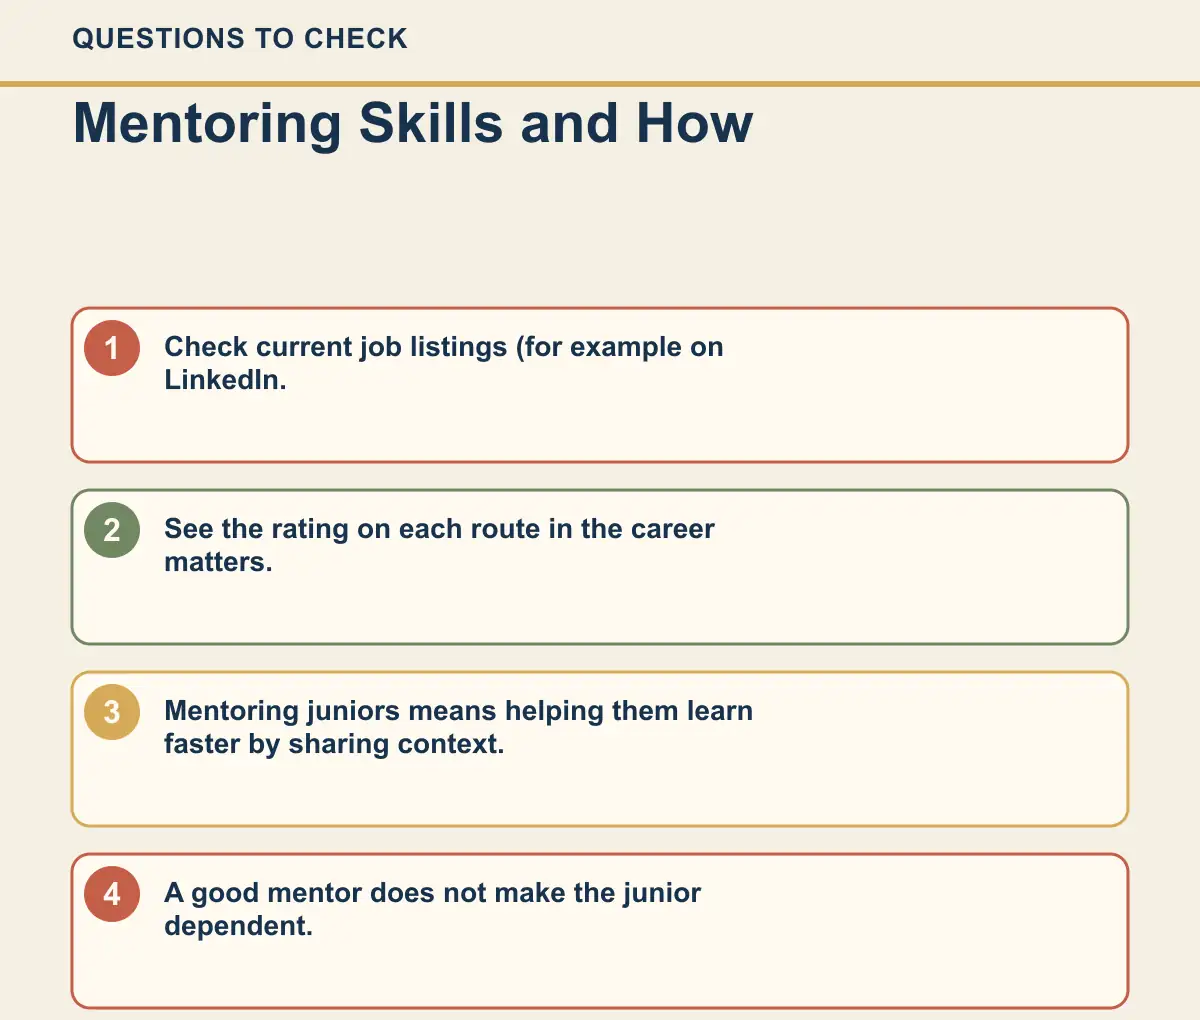 QUESTIONS TO CHECK
Mentoring Skills and How
1
Check current job listings (for example on
LinkedIn.
2
See the rating on each route in the career
matters.
3
Mentoring juniors means helping them learn
faster by sharing context.
4
A good mentor does not make the junior
dependent.